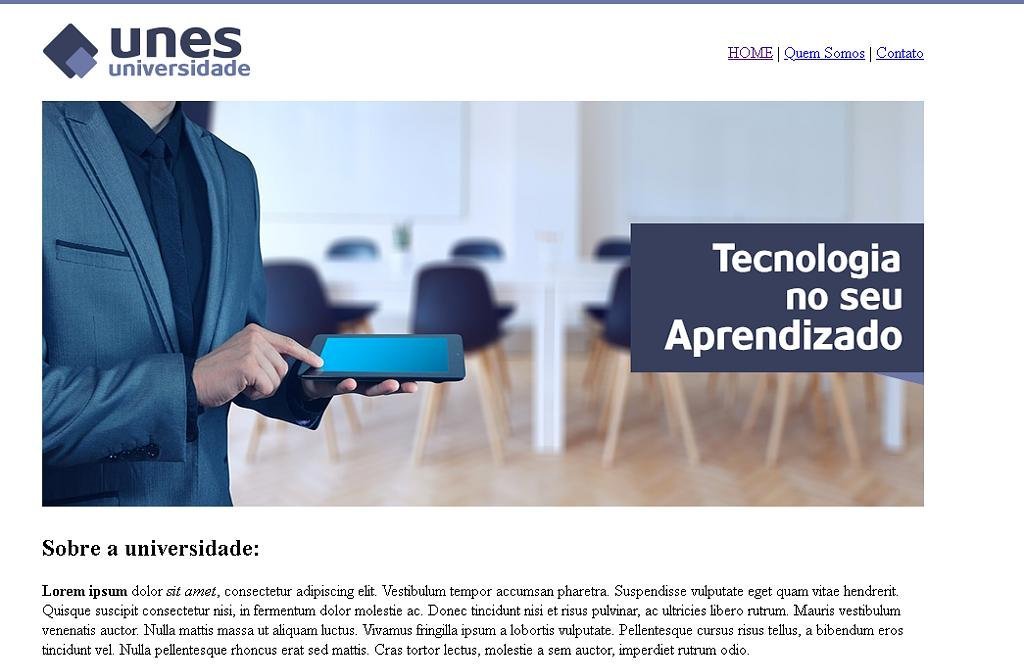 unes
universidade
HOME | Quem Somos | Contato
Tecnologia
no seu
Aprendizado
Sobre a universidade:
Lorem ipsum dolor sit amet, consectetur adipiscing elit. Vestibulum tempor accumsan pharetra. Suspendisse vulputate eget quam vitae hendrerit.
Quisque suscipit consectetur nisi, in fermentum dolor molestie ac. Donec tincidunt nisi et risus pulvinar, ac ultricies libero rutrum. Mauris vestibulum
venenatis auctor. Nulla mattis massa ut aliquam luctus. Vivamus fringilla ipsum a lobortis vulputate. Pellentesque cursus risus tellus, a bibendum eros
tincidunt vel. Nulla pellentesque rhoncus erat sed mattis. Cras tortor lectus, molestie a sem auctor, imperdiet rutrum odio.